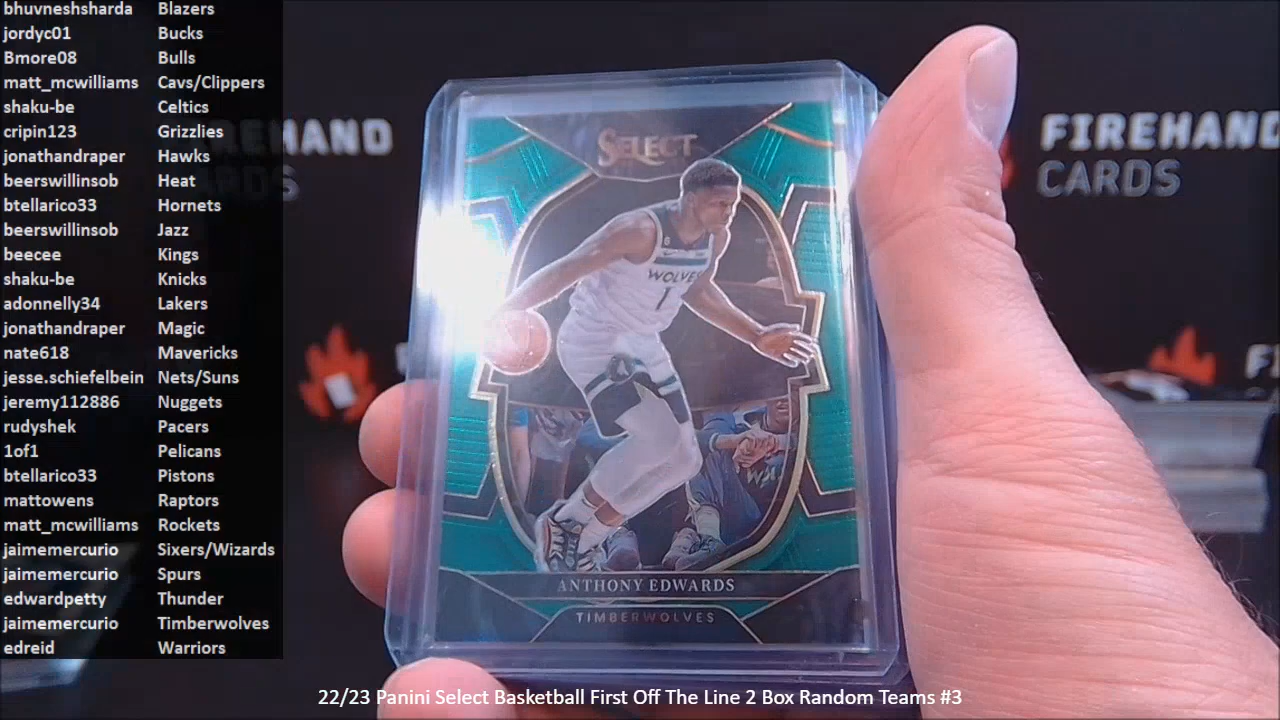 bhuvneshsharda Blazers
jordyc01 Bucks
Bmore08 Bulls
matt_mcwilliams Cavs/Clippers
shaku-be Celtics
cripin123 Grizzlies
jonathandraper Hawks
beerswillinsob Heat
btellarico33 Hornets
beerswillinsob Jazz
beecee Kings
shaku-be Knicks
adonnelly34 Lakers
jonathandraper Magic
nate618 Mavericks
jesse.schiefelbein Nets/Suns
jeremy112886 Nuggets
rudyshek Pacers
1of1 Pelicans
btellarico33 Pistons
mattowens Raptors
matt_mcwilliams Rockets
jaimemercurio Sixers/Wizards
jaimemercurio Spurs
edwardpetty Thunder
jaimemercurio Timberwolves
edreid Warriors
FIREHAND
CARDS
SELECT
WOLVES
1
ANTHONY EDWARDS
TIMBERWOLVES
FIREHAND
CARDS
22/23 Panini Select Basketball First Off The Line 2 Box Random Teams #3